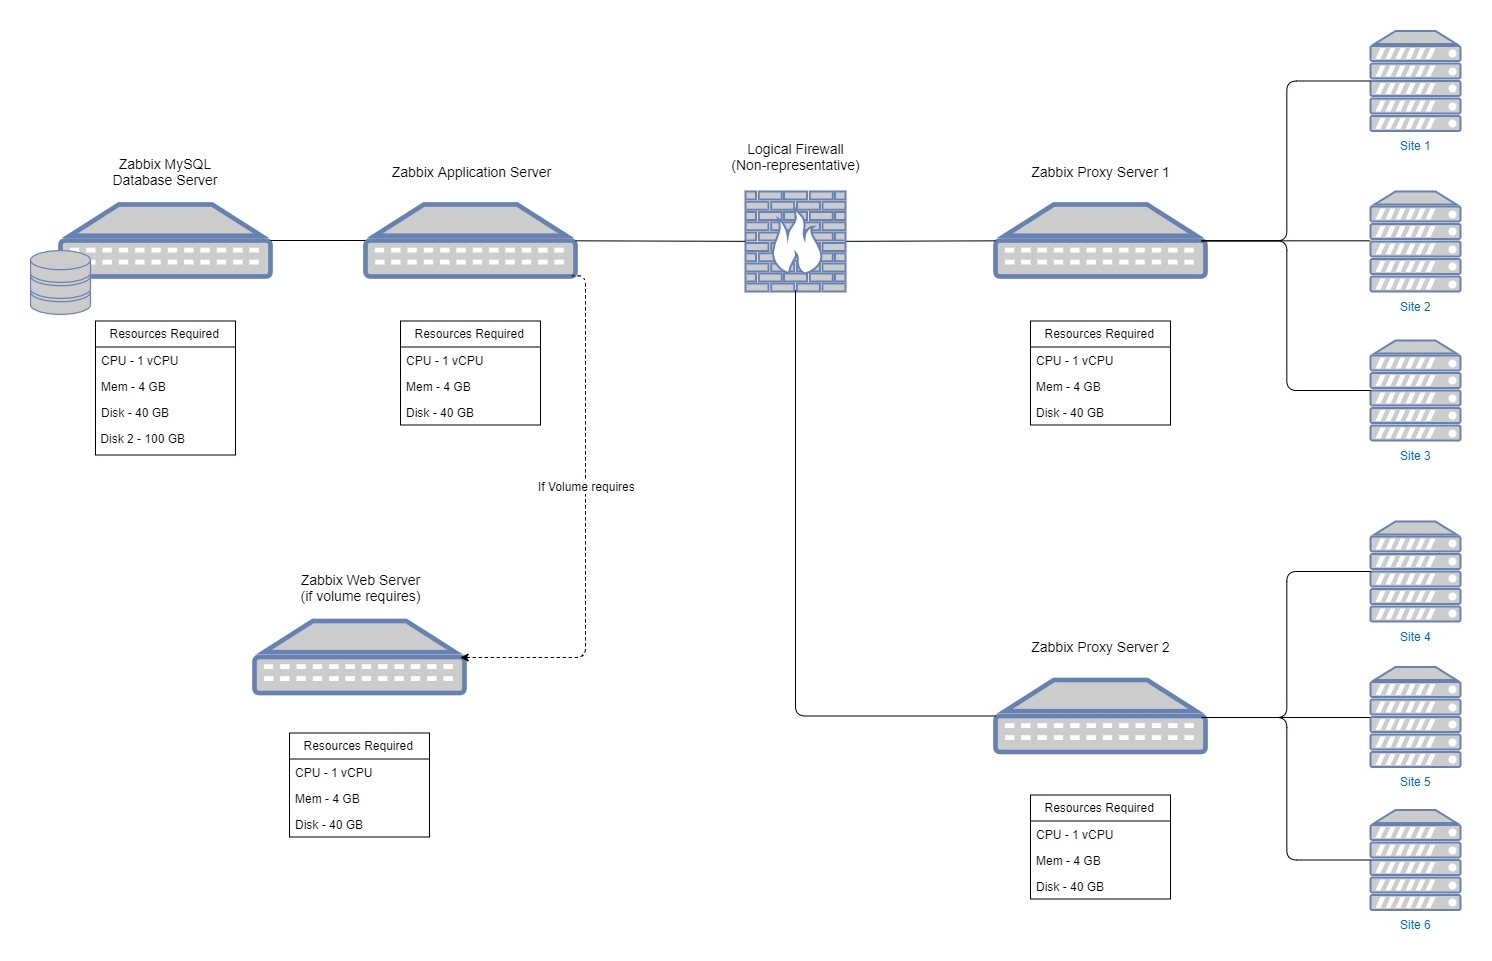 Zabbix MySQL
Database Server
Zabbix Application Server
Logical Firewall
(Non-representative)
Zabbix Proxy Server 1
Site 1
Site 2
Site 3
Resources Required
CPU - 1 vCPU
Mem - 4 GB
Disk - 40 GB
Disk 2 - 100 GB
Resources Required
CPU - 1 vCPU
Mem - 4 GB
Disk - 40 GB
Resources Required
CPU - 1 vCPU
Mem - 4 GB
Disk - 40 GB
If Volume requires
Zabbix Web Server
(if volume requires)
Resources Required
CPU - 1 vCPU
Mem - 4 GB
Disk - 40 GB
Zabbix Proxy Server 2
Resources Required
CPU - 1 vCPU
Mem - 4 GB
Disk - 40 GB
Site 4
Site 5
Site 6